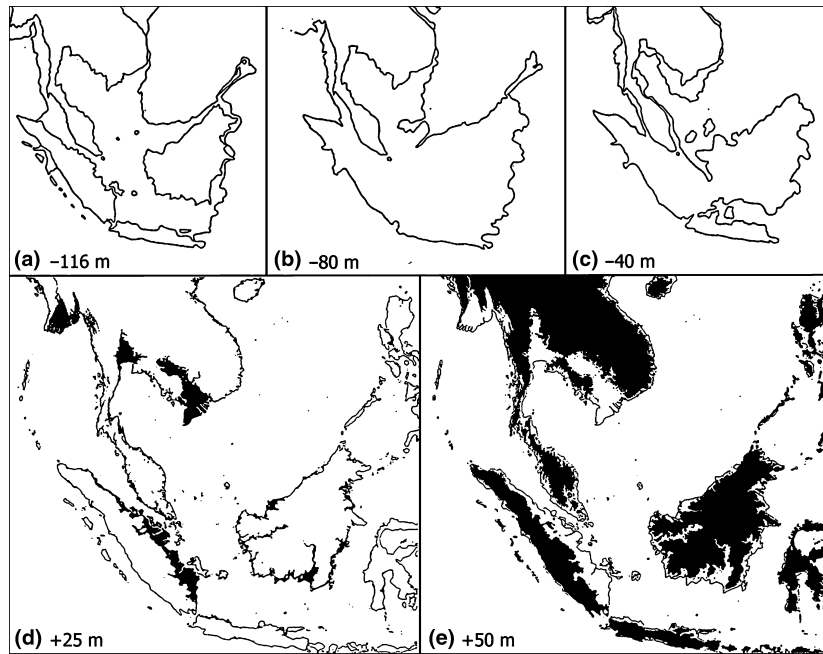 (a) −116 m
(b) −80 m
(c) −40 m
(d) +25 m
(e) +50 m